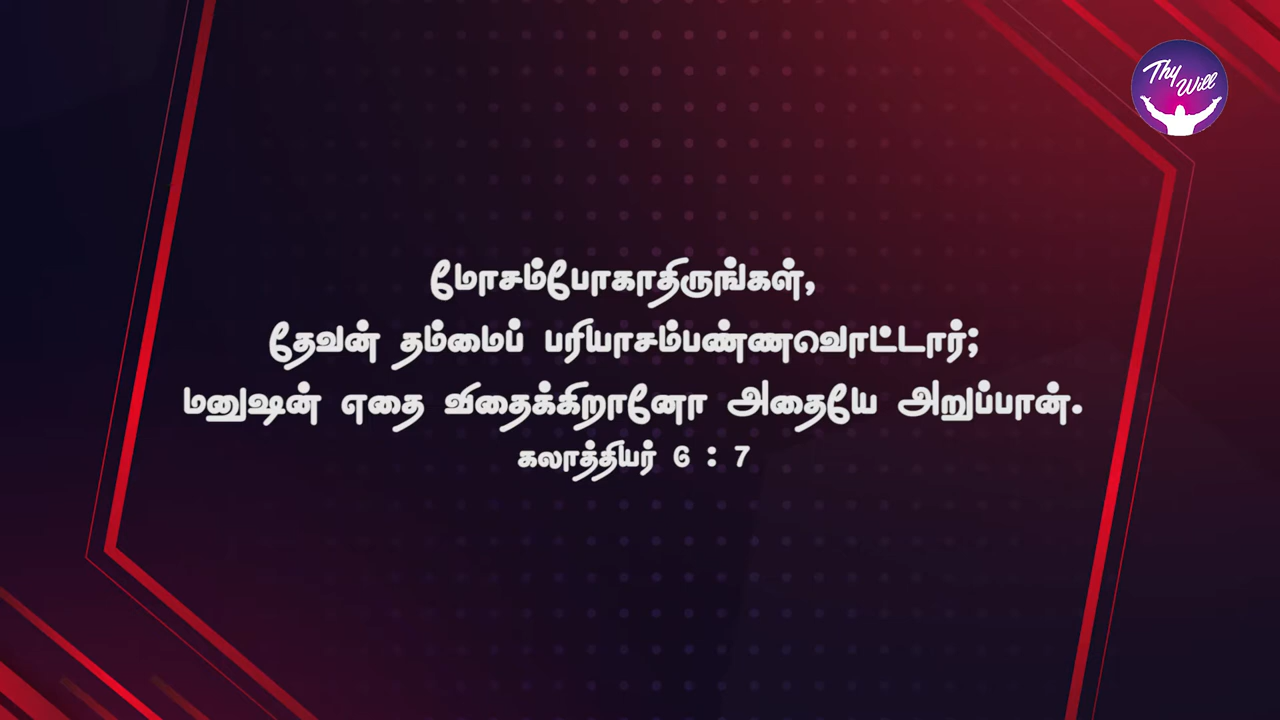 Thy
Will
மோசம்போகாதிருங்கள்,
தேவன் தம்மைப் பரியாசம்பண்ணவொட்டார்;
மனுஷன் எதை விதைக்கிறானோ அதையே அறுப்பான்.
கலாத்தியர் 6 : 7